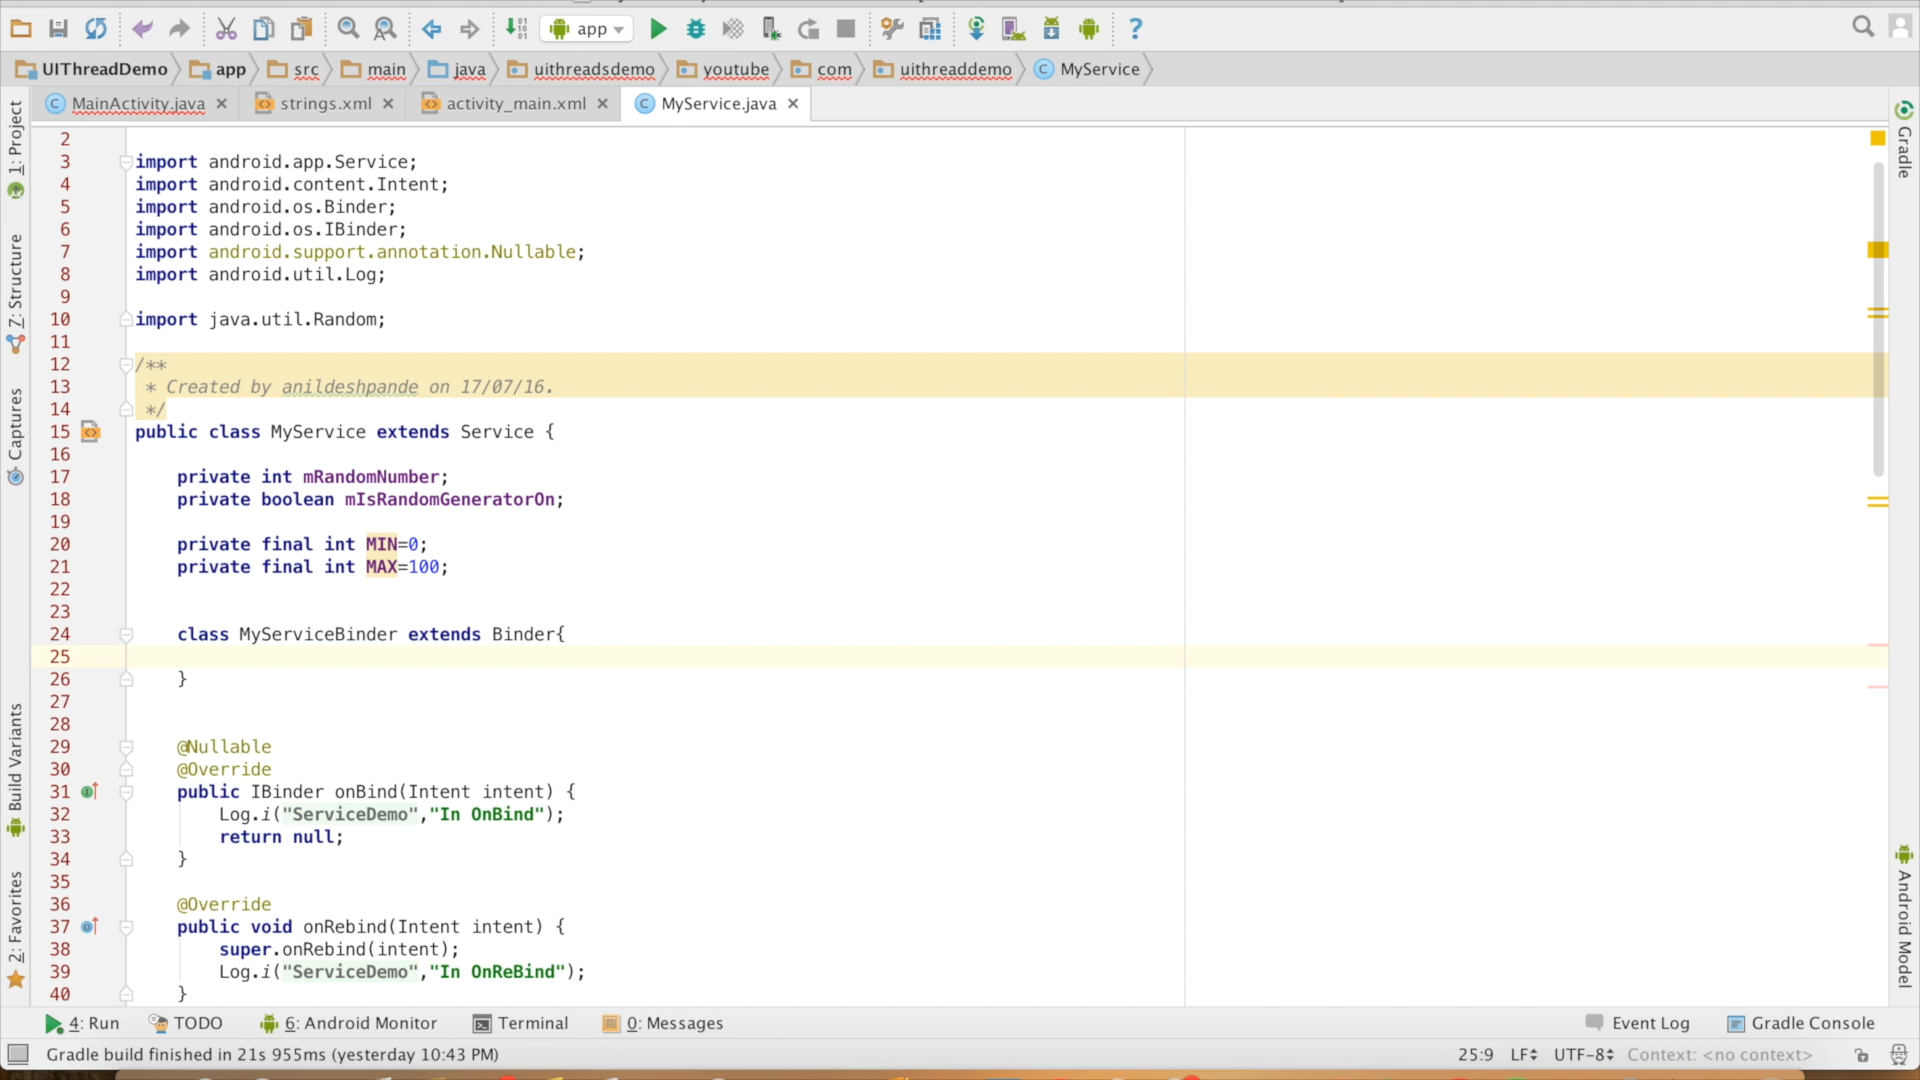 app
UIThreadDemo app src main java uithreadsdemo youtube com uithreaddemo MyService
MainActivity.java strings.xml activity_main.xml MyService.java
1: Project
Z: Structure
Captures
Build Variants
2: Favorites
2
3 import android.app.Service;
4 import android.content.Intent;
5 import android.os.Binder;
6 import android.os.IBinder;
7 import android.support.annotation.Nullable;
8 import android.util.Log;
9
10 import java.util.Random;
11
12 /**
13 * Created by anildeshpande on 17/07/16.
14 */
15 public class MyService extends Service {
16
17 private int mRandomNumber;
18 private boolean mIsRandomGeneratorOn;
19
20 private final int MIN=0;
21 private final int MAX=100;
22
23
24 class MyServiceBinder extends Binder{
25
26 }
27
28
29 @Nullable
30 @Override
31 public IBinder onBind(Intent intent) {
32 Log.i("ServiceDemo","In OnBind");
33 return null;
34 }
35
36 @Override
37 public void onRebind(Intent intent) {
38 super.onRebind(intent);
39 Log.i("ServiceDemo","In OnReBind");
40 }
Gradle
Android Model
4: Run TODO 6: Android Monitor Terminal 0: Messages Event Log Gradle Console
Gradle build finished in 21s 955ms (yesterday 10:43 PM) 25:9 LF UTF-8 Context: <no context>